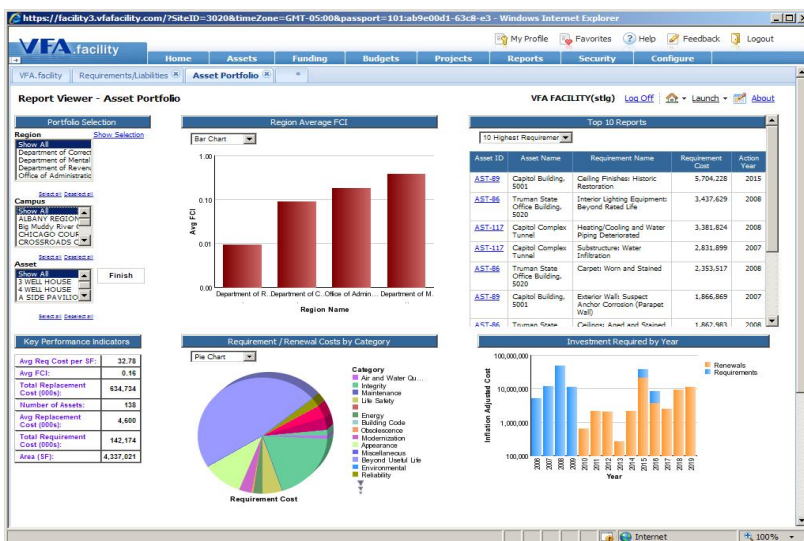 https://facility3.vfafacility.com/?SiteID=3020&timeZone=GMT-05:00&passport=101:ab9e00d1-63c8-e3 - Windows Internet Explorer
VFA.facility
My Profile Favorites Help Feedback Logout
Home Assets Funding Budgets Projects Reports Security Configure
VFA.facility Requirements/Liabilities Asset Portfolio *
Report Viewer - Asset Portfolio
VFA FACILITY(stlg) Log Off Launch About
Portfolio Selection
Region Show Selection
Show All
Department of Correct
Department of Mental
Department of Revenu
Office of Administratic
Select all Deselect all
Campus
Show All
ALBANY REGION
Big Muddy River
CHICAGO COUR
CROSSROADS C
Select all Deselect all
Asset
Show All
3 WELL HOUSE
4 WELL HOUSE
A SIDE PAVILIO
Finish
Select all Deselect all
Region Average FCI
Bar Chart
1.00
0.10
0.01
0.00
Avg FCI
Department of R... Department of C... Office of Admin... Department of M...
Region Name
Top 10 Reports
10 Highest Requiremer
Asset ID Asset Name Requirement Name Requirement Cost Action Year
AST-89 Capitol Building, 5001 Ceiling Finishes: Historic Restoration 5,704,228 2015
AST-86 Truman State Office Building, 5020 Interior Lighting Equipment: Beyond Rated Life 3,437,629 2008
AST-117 Capitol Complex Tunnel Heating/Cooling and Water Piping Deteriorated 3,381,824 2008
AST-117 Capitol Complex Tunnel Substructure: Water Infiltration 2,831,899 2007
AST-86 Truman State Office Building, 5020 Carpet: Worn and Stained 2,353,517 2008
AST-89 Capitol Building, 5001 Exterior Wall: Suspect Anchor Corrosion (Parapet Wall) 1,866,869 2007
AST-86 Truman State Ceilings: Aged and Stained 1,862,983 2008
Key Performance Indicators
Avg Req Cost per SF: 32.78
Avg FCI: 0.16
Total Replacement Cost (000s): 634,734
Number of Assets: 138
Avg Replacement Cost (000s): 4,600
Total Requirement Cost (000s): 142,174
Area (SF): 4,337,021
Requirement / Renewal Costs by Category
Pie Chart
Category
Air and Water Qu...
Integrity
Maintenance
Life Safety
Energy
Building Code
Obsolescence
Modernization
Appearance
Miscellaneous
Beyond Useful Life
Environmental
Reliability
Requirement Cost
Investment Required by Year
100,000,000
10,000,000
1,000,000
100,000
Inflation Adjusted Cost
Renewals
Requirements
2006 2007 2008 2009 2010 2011 2012 2013 2014 2015 2016 2016 2017 2018 2019
Year
Internet
100%